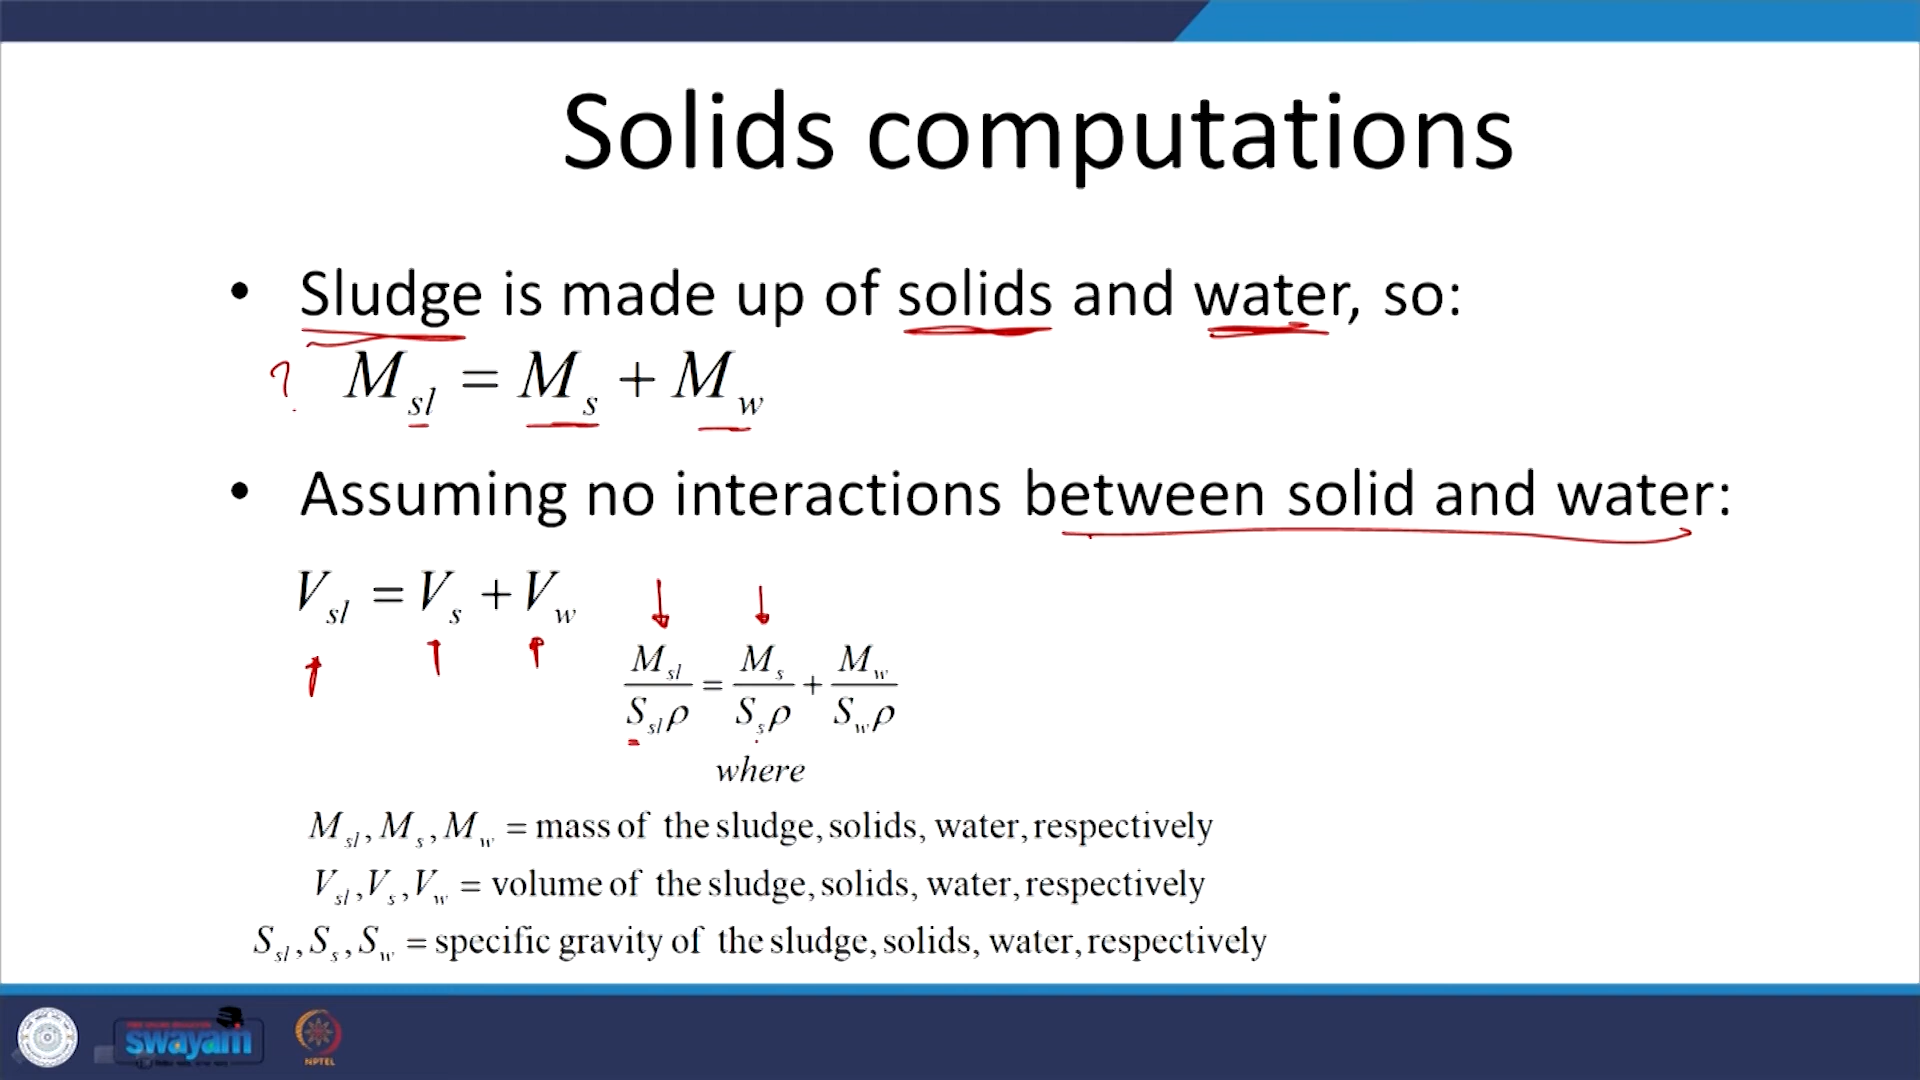 Solids computations
• Sludge is made up of solids and water, so:
? M_sl = M_s + M_w
• Assuming no interactions between solid and water:
V_sl = V_s + V_w
M_sl / S_sl ρ = M_s / S_s ρ + M_w / S_w ρ
where
M_sl, M_s, M_w = mass of the sludge, solids, water, respectively
V_sl, V_s, V_w = volume of the sludge, solids, water, respectively
S_sl, S_s, S_w = specific gravity of the sludge, solids, water, respectively
swayam
NPTEL